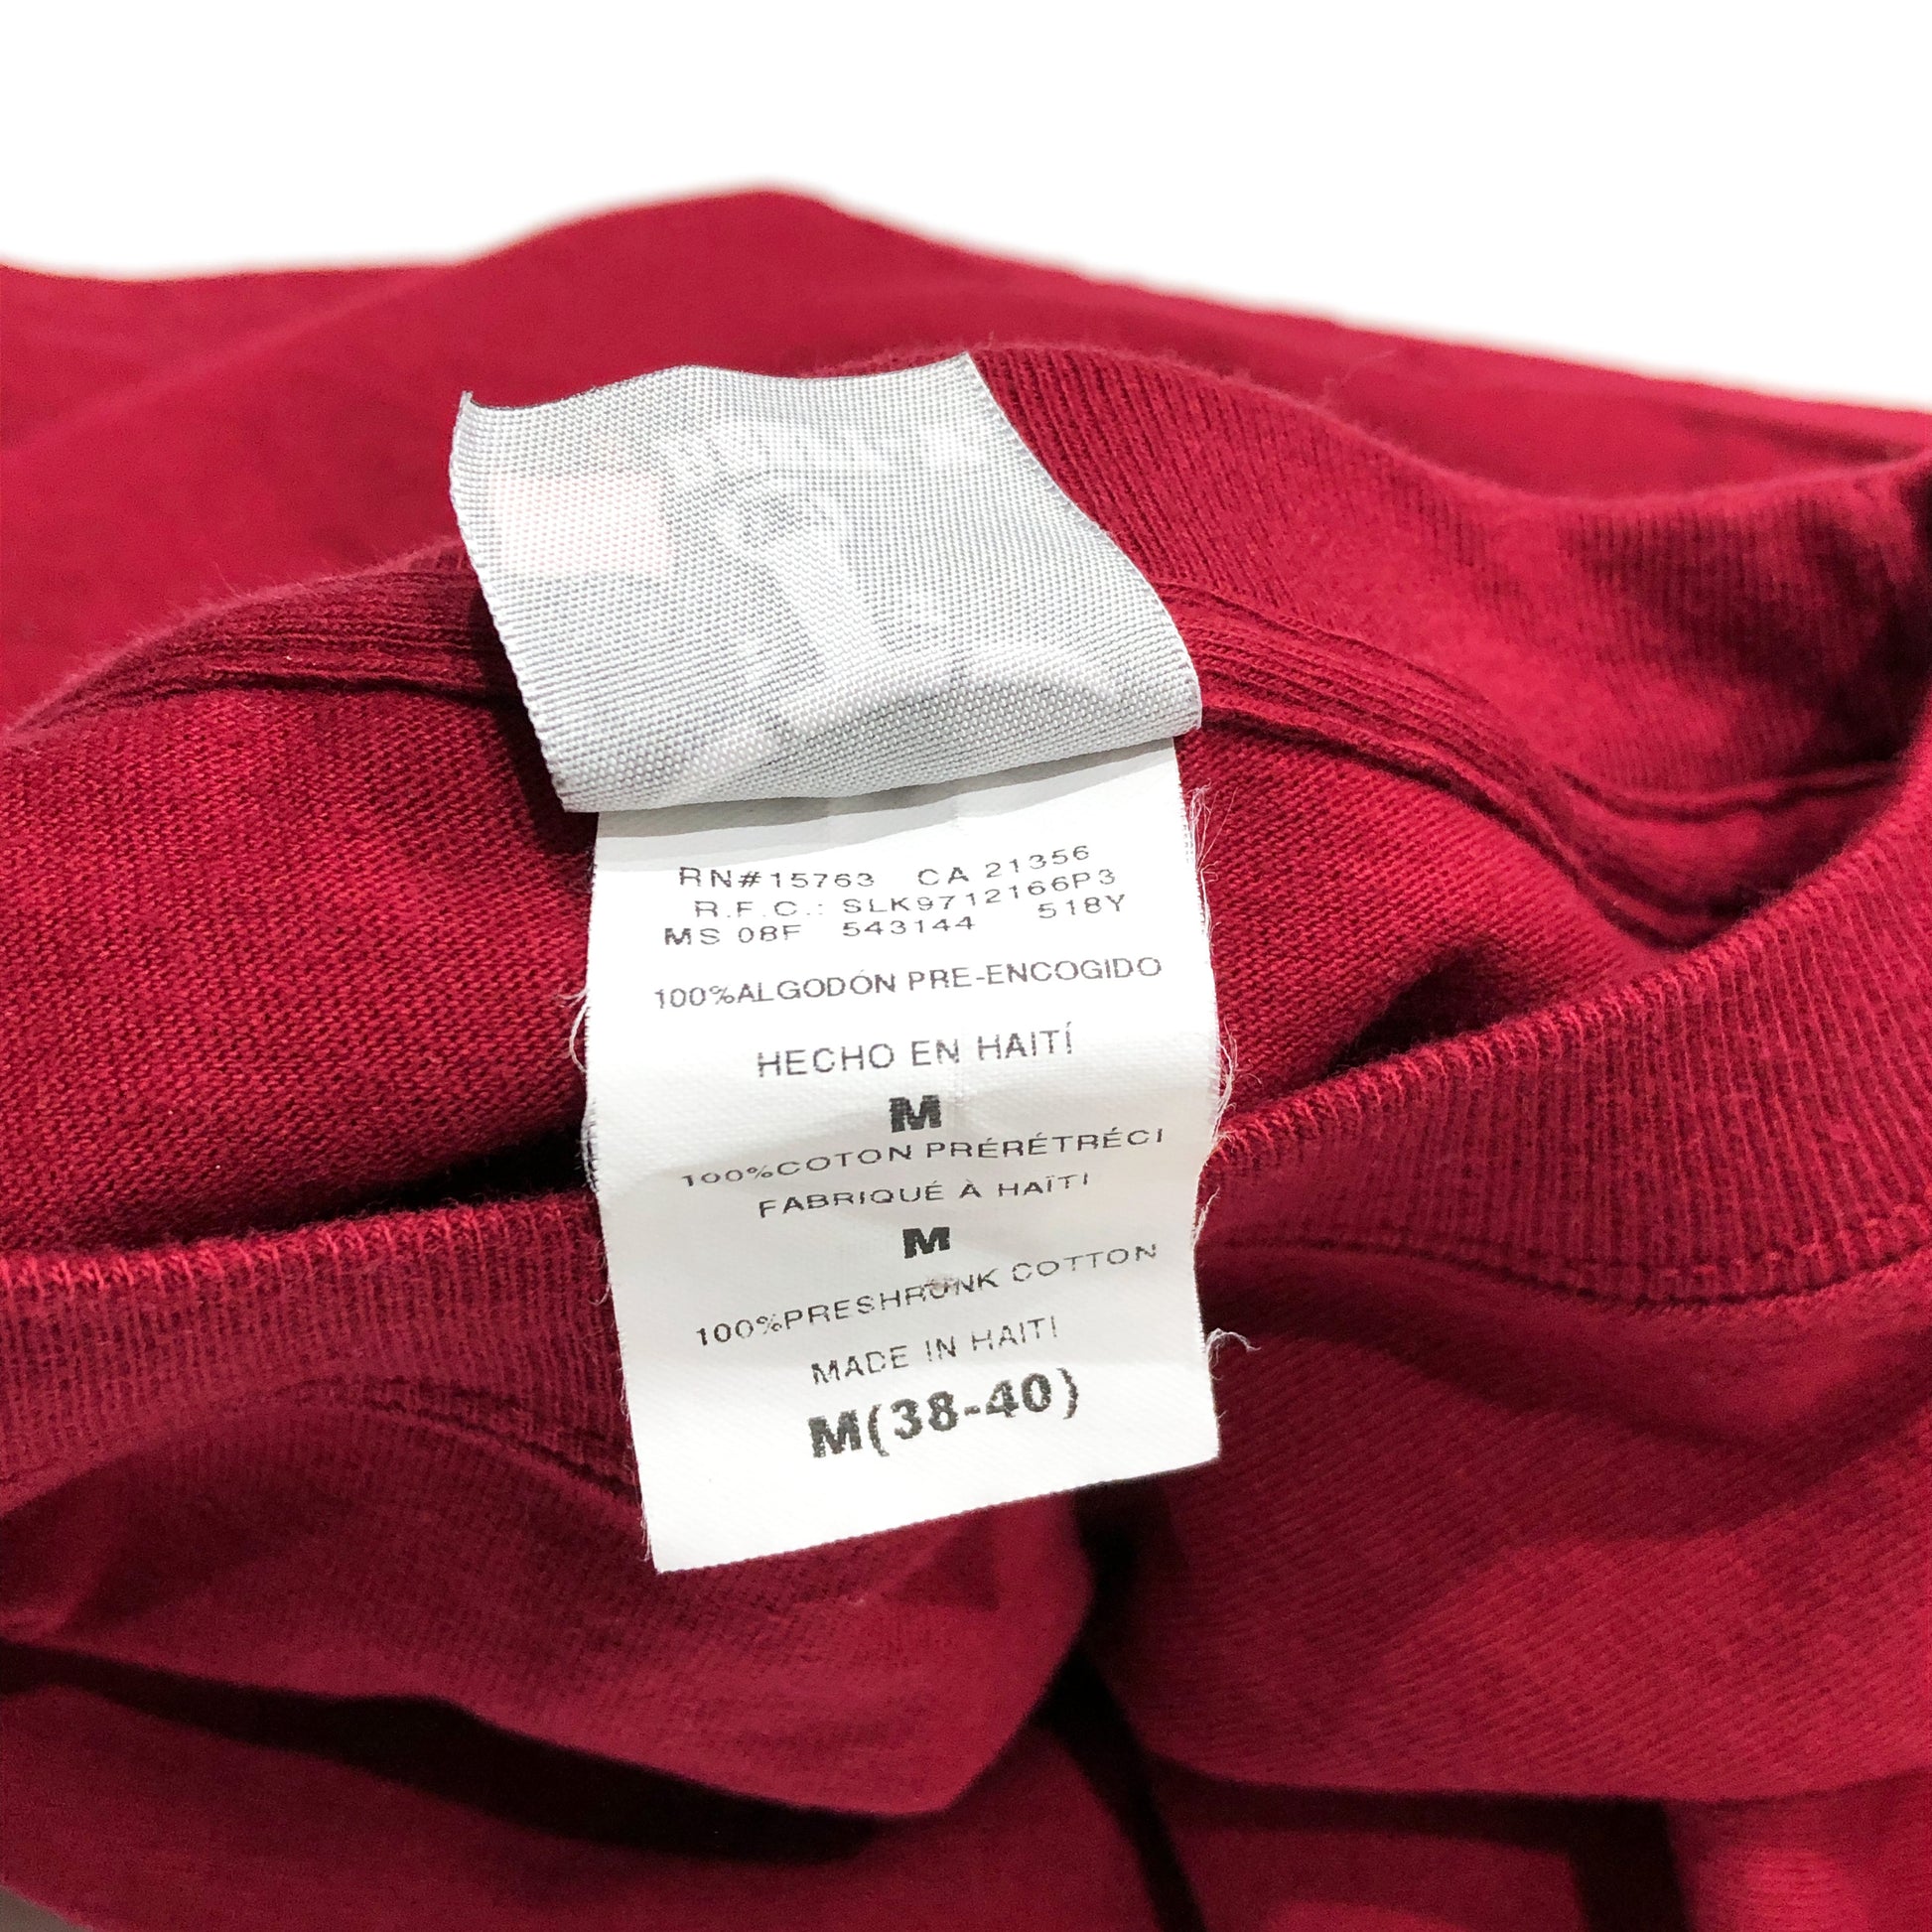 RN#15763 CA 21356
R.F.C.: SLK9712166P3
MS 08F 543144 518Y
100%ALGODÓN PRE-ENCOGIDO
HECHO EN HAITÍ
M
100%COTON PRÉRÉTRÉCI
FABRIQUÉ À HAÏTI
M
100%PRESHRUNK COTTON
MADE IN HAITI
M(38-40)